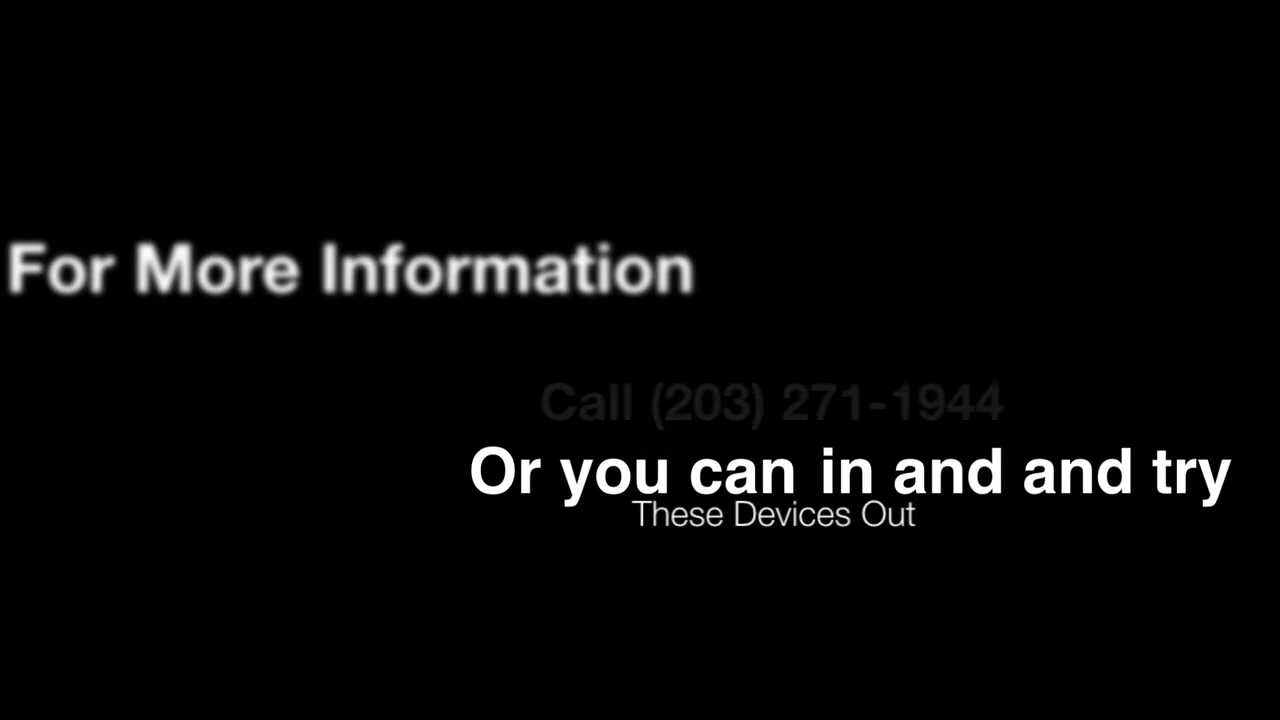 For More Information
Call (203) 271-1944
Or you can in and and try
These Devices Out